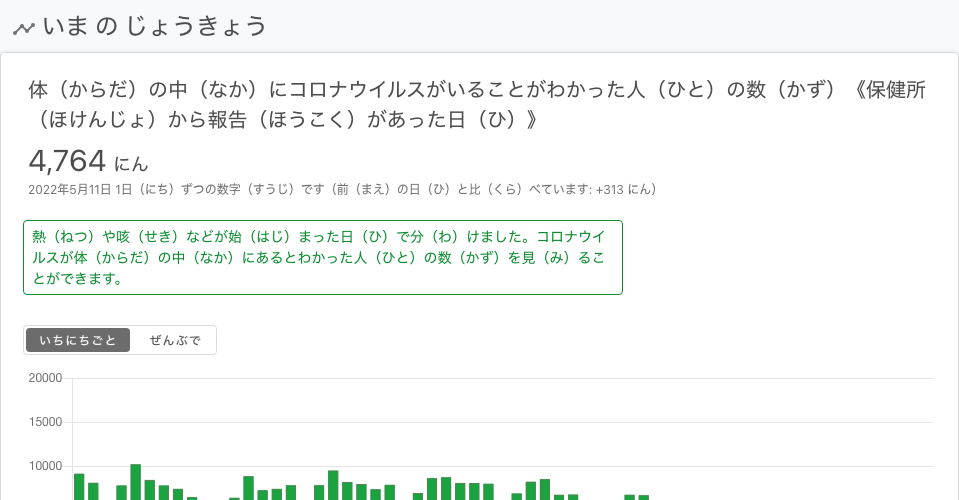 いま の じょうきょう
体（からだ）の中（なか）にコロナウイルスがいることがわかった人（ひと）の数（かず）《保健所
（ほけんじょ）から報告（ほうこく）があった日（ひ）》
4,764 にん
2022年5月11日 1日（にち）ずつの数字（すうじ）です（前（まえ）の日（ひ）と比（くら）べています: +313 にん）
熱（ねつ）や咳（せき）などが始（はじ）まった日（ひ）で分（わ）けました。コロナウイ
ルスが体（からだ）の中（なか）にあるとわかった人（ひと）の数（かず）を見（み）るこ
とができます。
いちにちごと ぜんぶで
20000
15000
10000